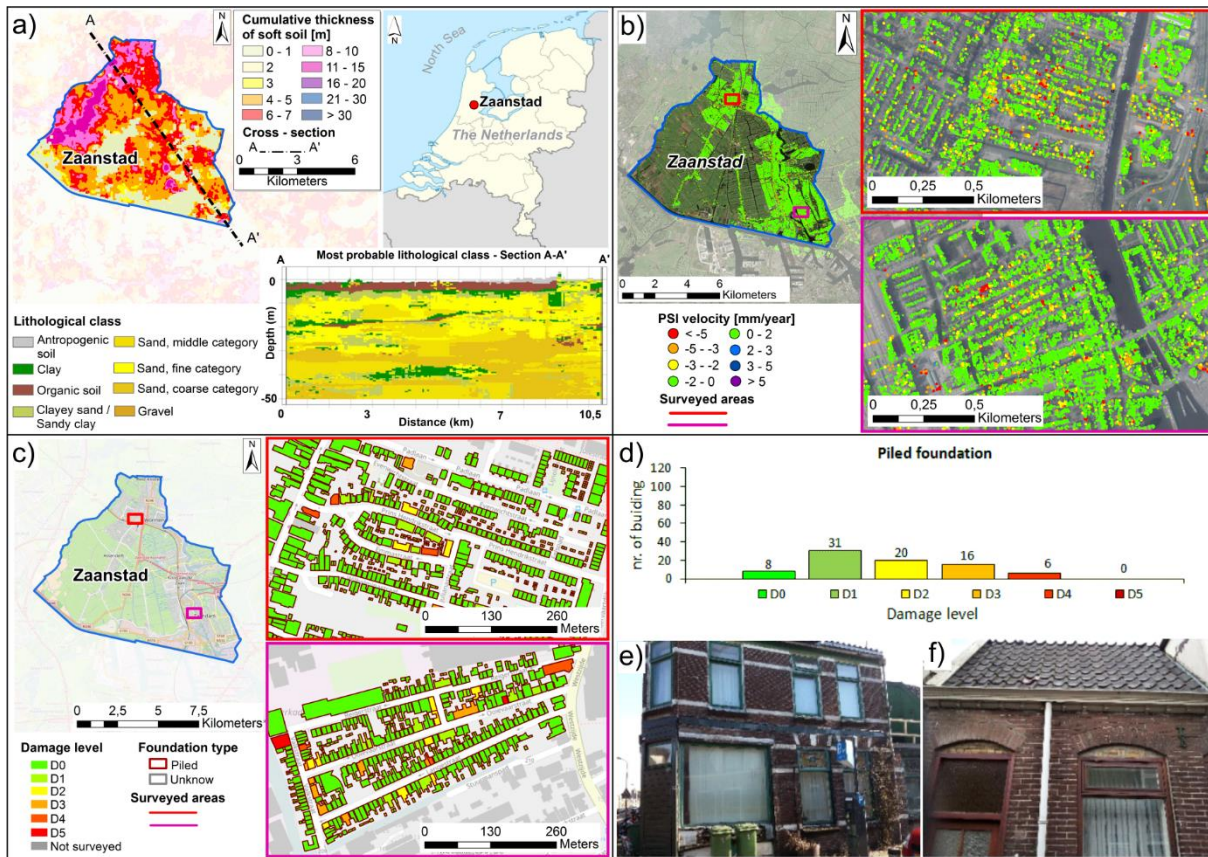 a)
A
N
Zaanstad
A'
Cumulative thickness
of soft soil [m]
0 - 1
2
3
4 - 5
6 - 7
8 - 10
11 - 15
16 - 20
21 - 30
> 30
Cross - section
A
A'
0
3
6
Kilometers
N
North Sea
Zaanstad
The Netherlands
Lithological class
Antropogenic
soil
Clay
Organic soil
Clayey sand /
Sandy clay
Sand, middle category
Sand, fine category
Sand, coarse category
Gravel
A
Most probable lithological class - Section A-A'
A'
Depth (m)
0
-50
0
3
7
10,5
Distance (km)
b)
N
Zaanstad
0
2
4
6
Kilometers
PSI velocity [mm/year]
< -5
-5 - -3
-3 - -2
-2 - 0
0 - 2
2 - 3
3 - 5
> 5
Surveyed areas
0
0,25
0,5
Kilometers
0
0,25
0,5
Kilometers
c)
N
Zaanstad
0
2,5
5
7,5
Kilometers
Damage level
D0
D1
D2
D3
D4
D5
Not surveyed
Foundation type
Piled
Unknow
Surveyed areas
Padlaan
Padlaan
Padlaan
Prins Hendrikstraat
0
130
260
Meters
Westzijde
Westzijde
0
130
260
Meters
d)
Piled foundation
nr. of buiding
120
100
80
60
40
20
0
8
31
20
16
6
0
D0
D1
D2
D3
D4
D5
Damage level
e)
f)